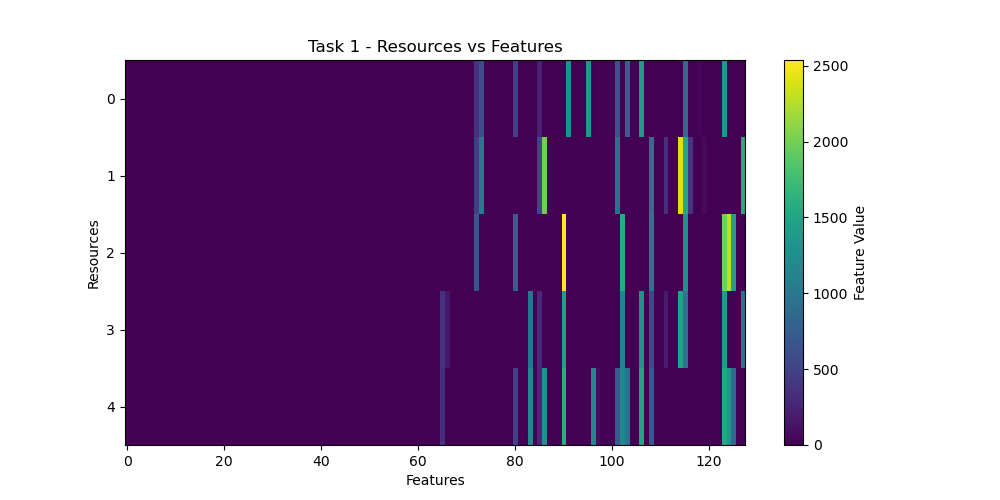 Task 1 - Resources vs Features
Resources
0
1
2
3
4
0 20 40 60 80 100 120
Features
2500
2000
1500
1000
500
0
Feature Value